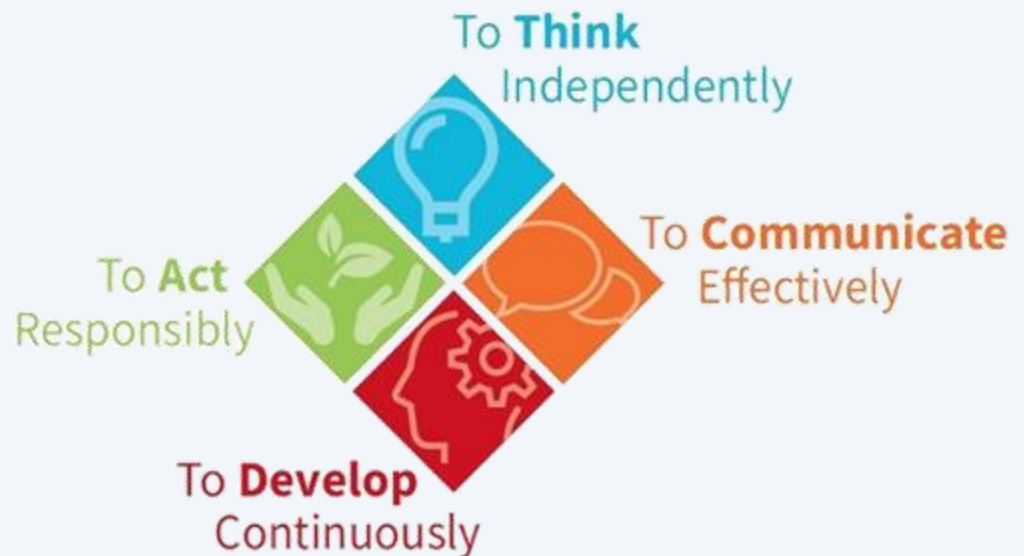 To Think
Independently
To Communicate
Effectively
To Act
Responsibly
To Develop
Continuously